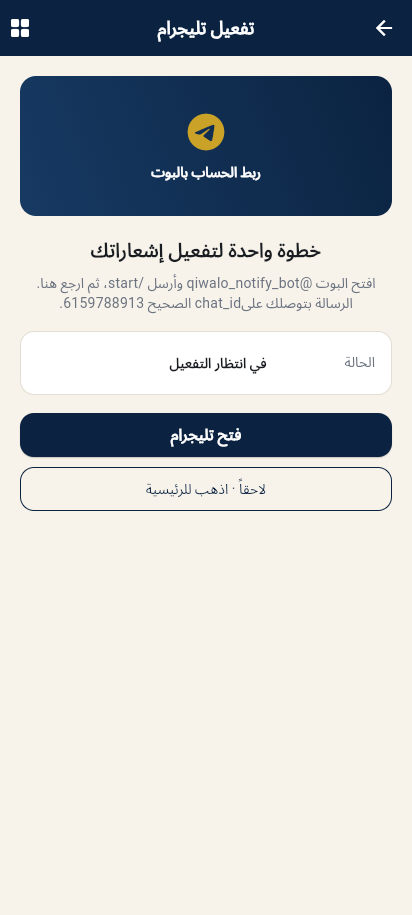 تفعيل تليجرام
ربط الحساب بالبوت
خطوة واحدة لتفعيل إشعاراتك
افتح البوت @qiwalo_notify_bot وأرسل /start، ثم ارجع هنا.
الرسالة بتوصلك علىchat_id الصحيح 6159788913.
الحالة
في انتظار التفعيل
فتح تليجرام
لاحقاً · اذهب للرئيسية